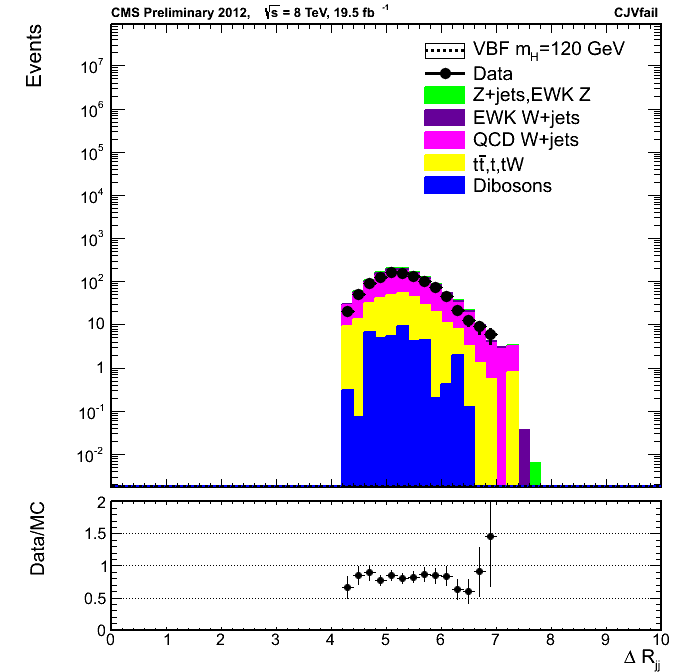 CMS Preliminary 2012, √s = 8 TeV, 19.5 fb⁻¹ CJVfail
Events
10⁷
10⁶
10⁵
10⁴
10³
10²
10
1
10⁻¹
10⁻²
VBF m_H=120 GeV
Data
Z+jets,EWK Z
EWK W+jets
QCD W+jets
tt̄,t,tW
Dibosons
Data/MC
2
1.5
1
0.5
0
0 1 2 3 4 5 6 7 8 9 10
Δ R_jj